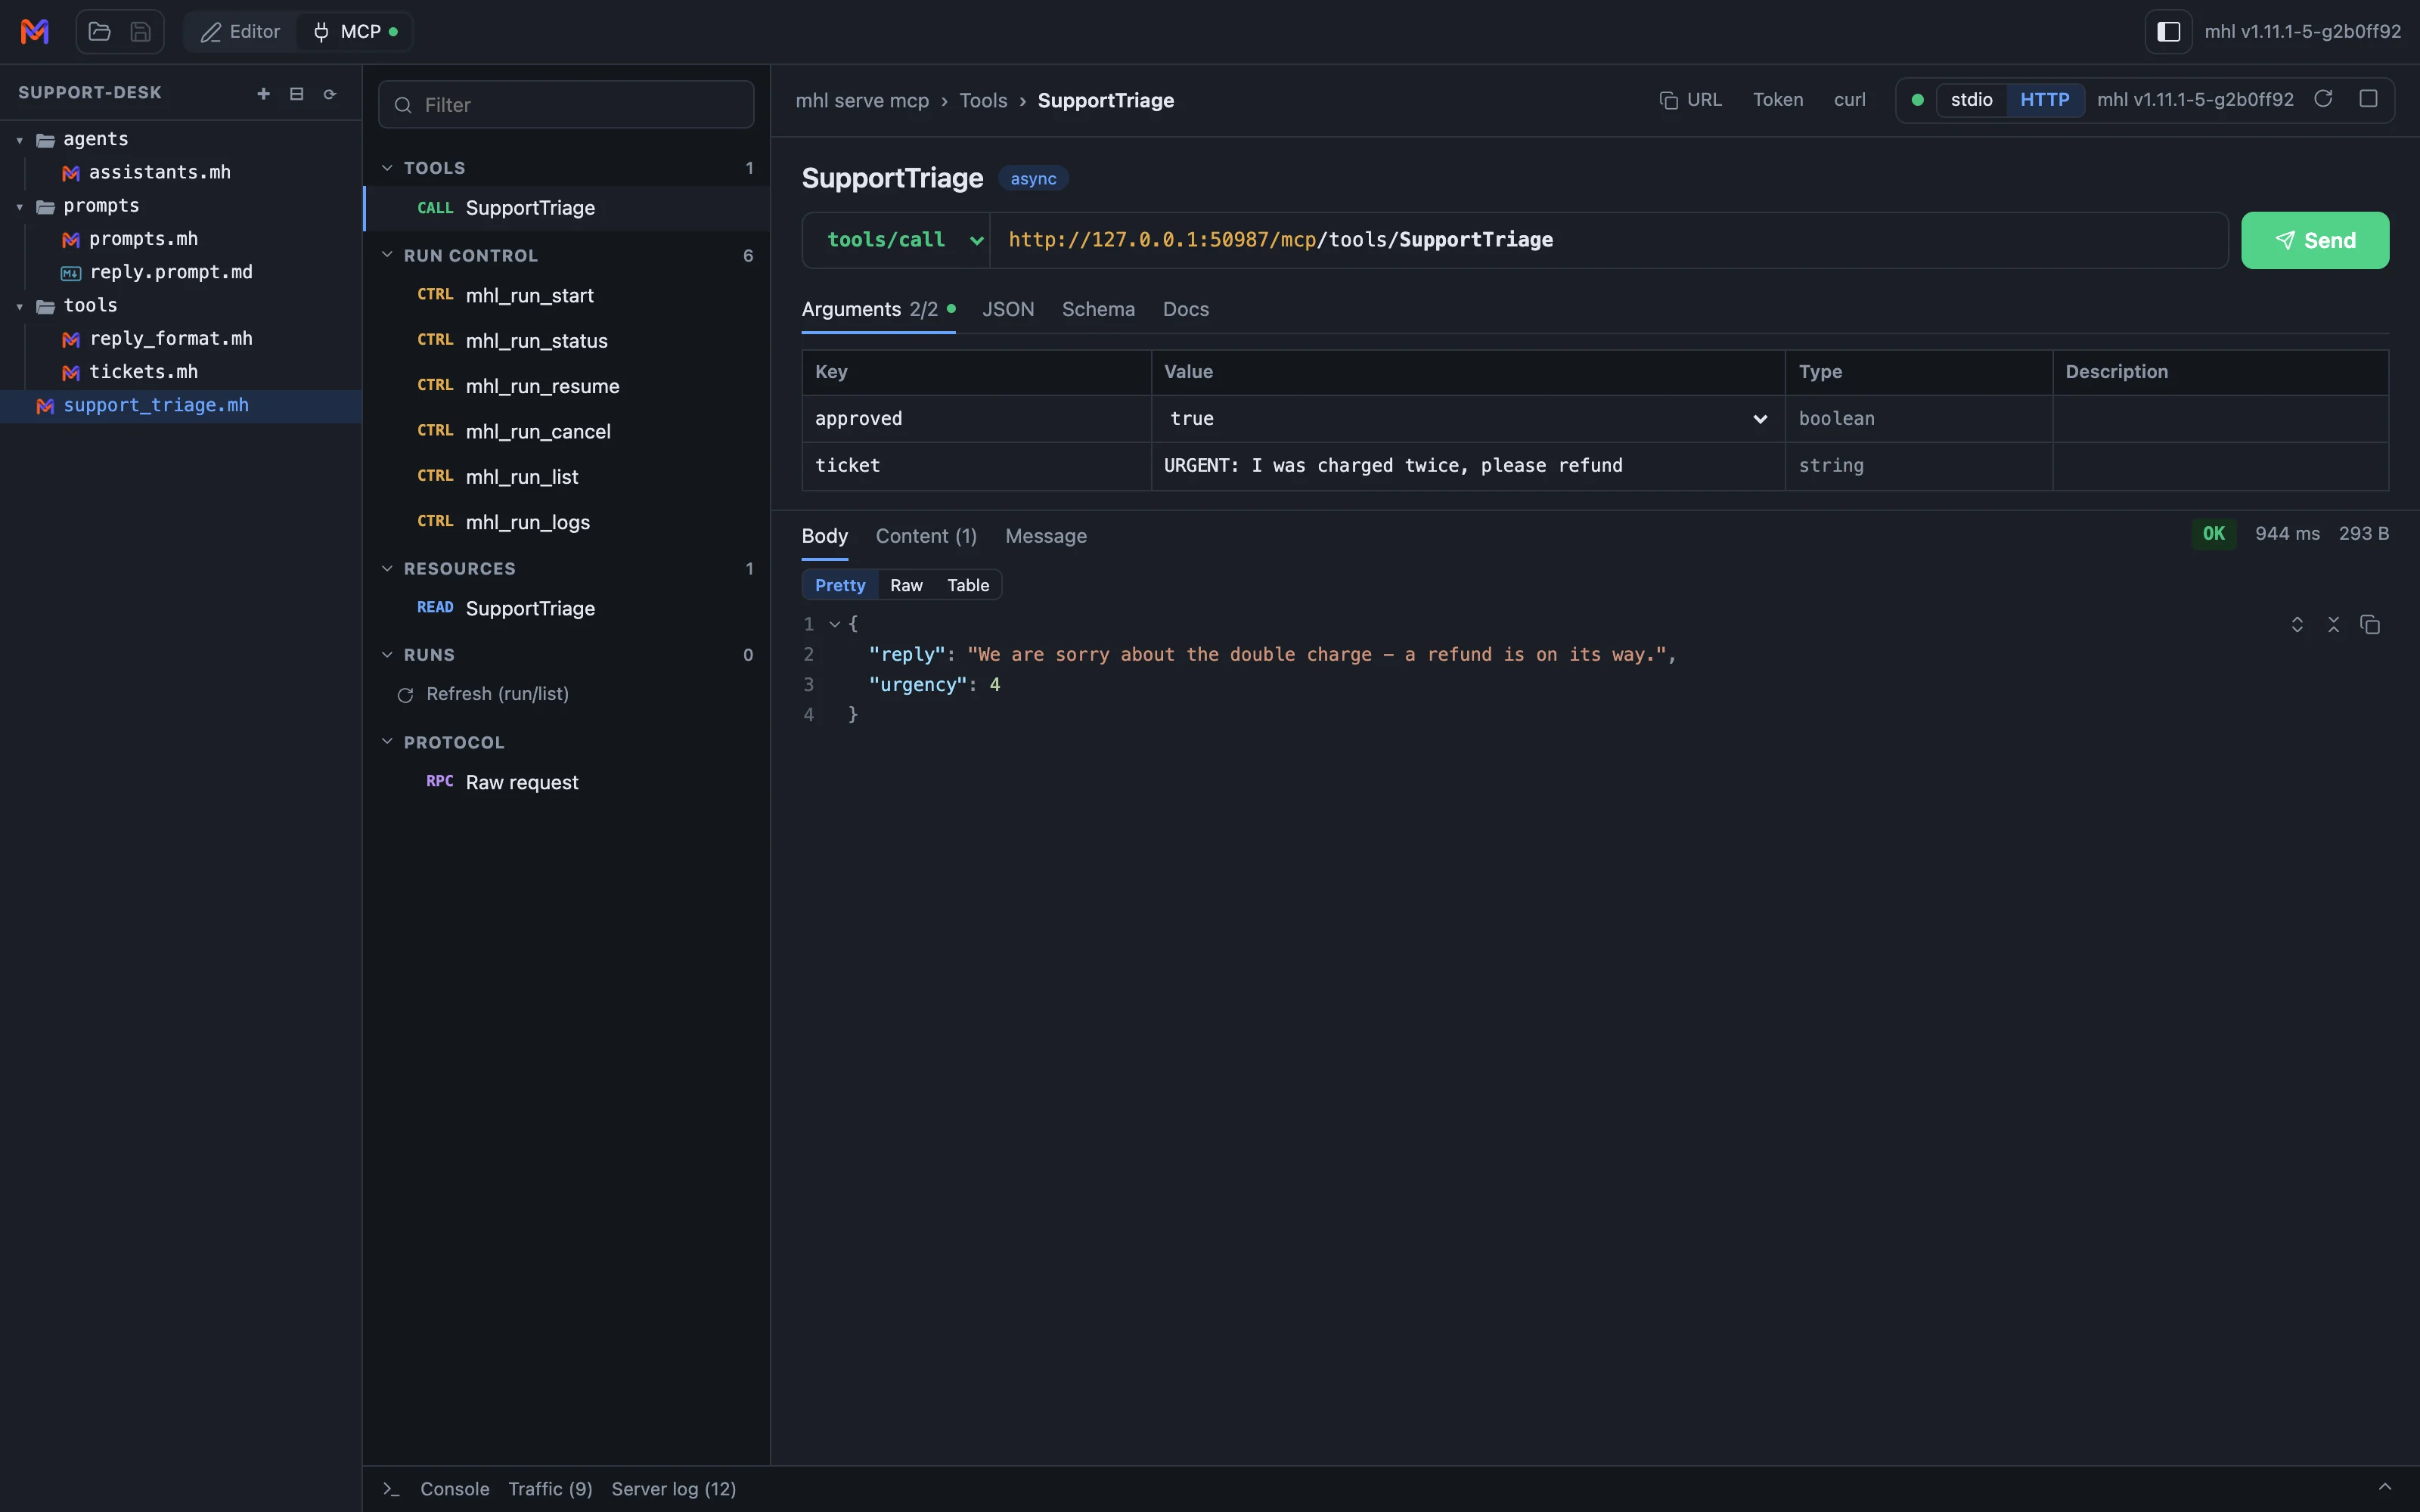 Editor
MCP
mhl v1.11.1-5-g2b0ff92
SUPPORT-DESK
agents
assistants.mh
prompts
prompts.mh
reply.prompt.md
tools
reply_format.mh
tickets.mh
support_triage.mh
Filter
TOOLS 1
CALL SupportTriage
RUN CONTROL 6
CTRL mhl_run_start
CTRL mhl_run_status
CTRL mhl_run_resume
CTRL mhl_run_cancel
CTRL mhl_run_list
CTRL mhl_run_logs
RESOURCES 1
READ SupportTriage
RUNS 0
Refresh (run/list)
PROTOCOL
RPC Raw request
mhl serve mcp › Tools › SupportTriage
URL Token curl stdio HTTP mhl v1.11.1-5-g2b0ff92
SupportTriage async
tools/call http://127.0.0.1:50987/mcp/tools/SupportTriage Send
Arguments 2/2 JSON Schema Docs
Key Value Type Description
approved true boolean
ticket URGENT: I was charged twice, please refund string
Body Content (1) Message OK 944 ms 293 B
Pretty Raw Table
1 {
2 "reply": "We are sorry about the double charge — a refund is on its way.",
3 "urgency": 4
4 }
Console Traffic (9) Server log (12)